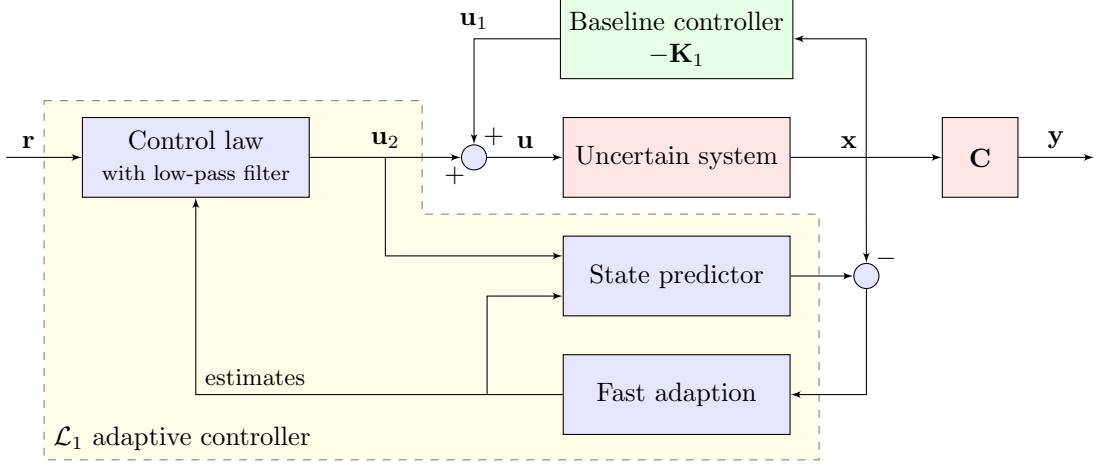 Baseline controller
−K₁
u₁
r
Control law
with low-pass filter
u₂
+
+
u
Uncertain system
x
C
y
State predictor
−
estimates
Fast adaption
ℒ₁ adaptive controller